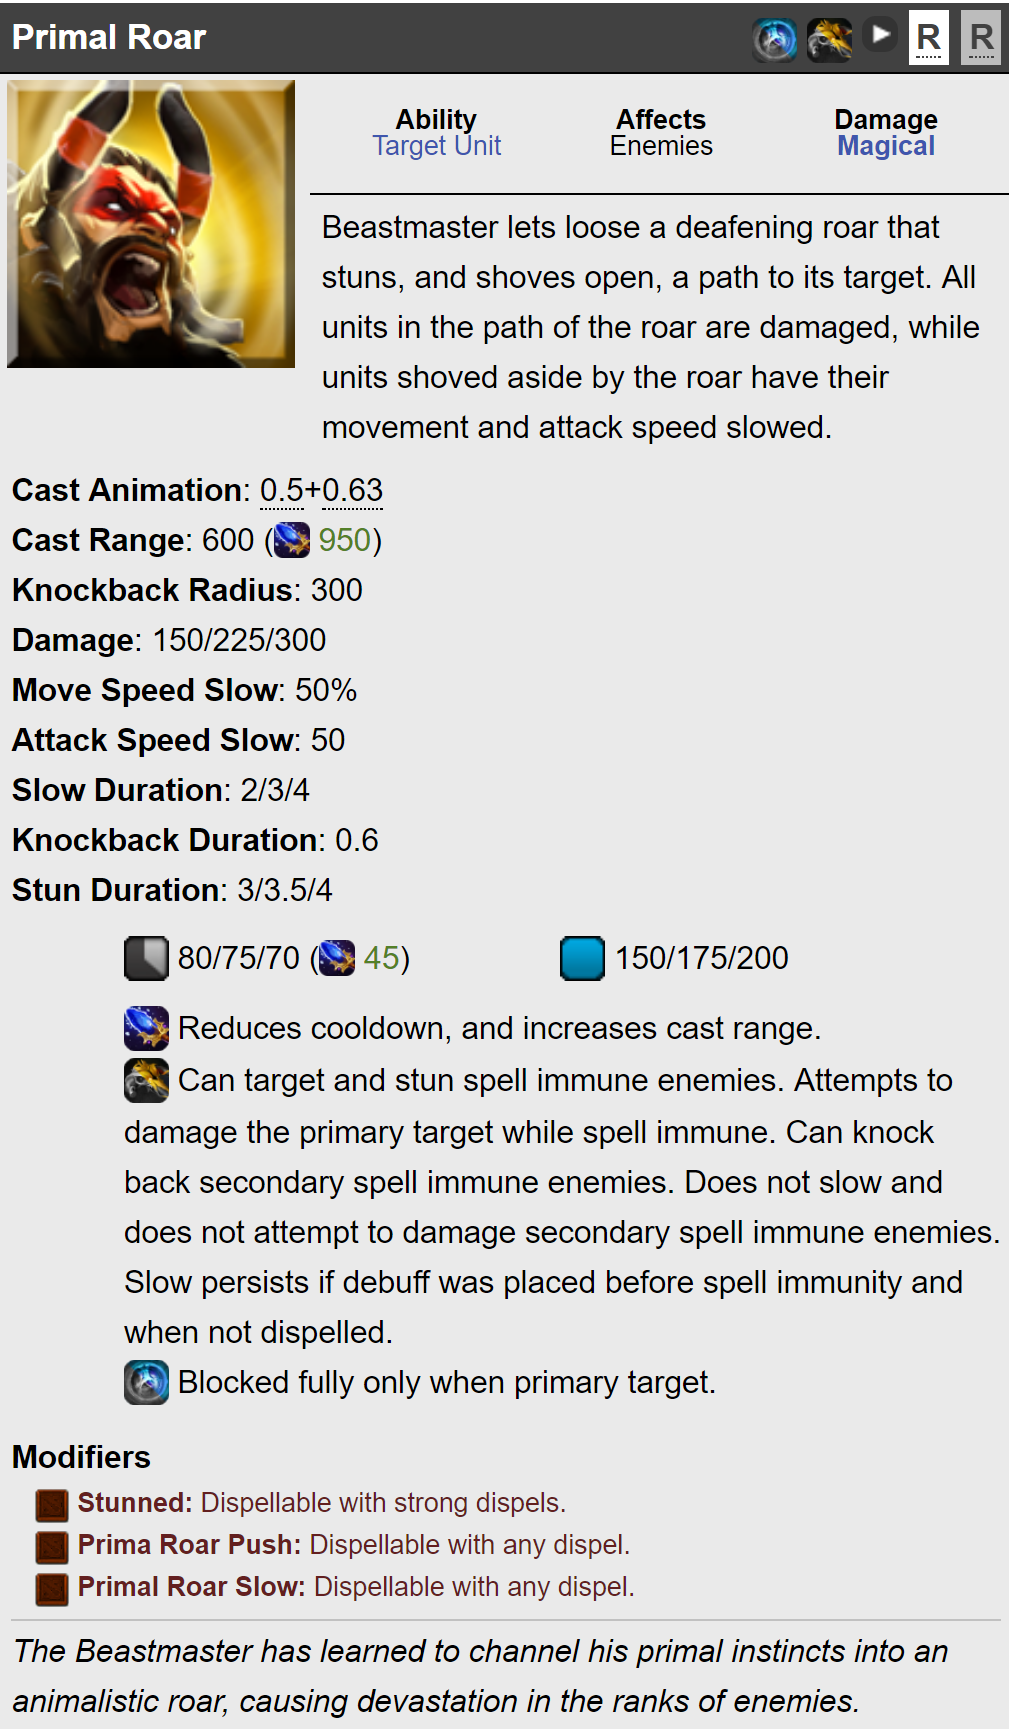 Primal Roar R R
Ability Affects Damage
Target Unit Enemies Magical
Beastmaster lets loose a deafening roar that
stuns, and shoves open, a path to its target. All
units in the path of the roar are damaged, while
units shoved aside by the roar have their
movement and attack speed slowed.
Cast Animation: 0.5+0.63
Cast Range: 600 ( 950)
Knockback Radius: 300
Damage: 150/225/300
Move Speed Slow: 50%
Attack Speed Slow: 50
Slow Duration: 2/3/4
Knockback Duration: 0.6
Stun Duration: 3/3.5/4
80/75/70 ( 45) 150/175/200
Reduces cooldown, and increases cast range.
Can target and stun spell immune enemies. Attempts to
damage the primary target while spell immune. Can knock
back secondary spell immune enemies. Does not slow and
does not attempt to damage secondary spell immune enemies.
Slow persists if debuff was placed before spell immunity and
when not dispelled.
Blocked fully only when primary target.
Modifiers
Stunned: Dispellable with strong dispels.
Prima Roar Push: Dispellable with any dispel.
Primal Roar Slow: Dispellable with any dispel.
The Beastmaster has learned to channel his primal instincts into an
animalistic roar, causing devastation in the ranks of enemies.